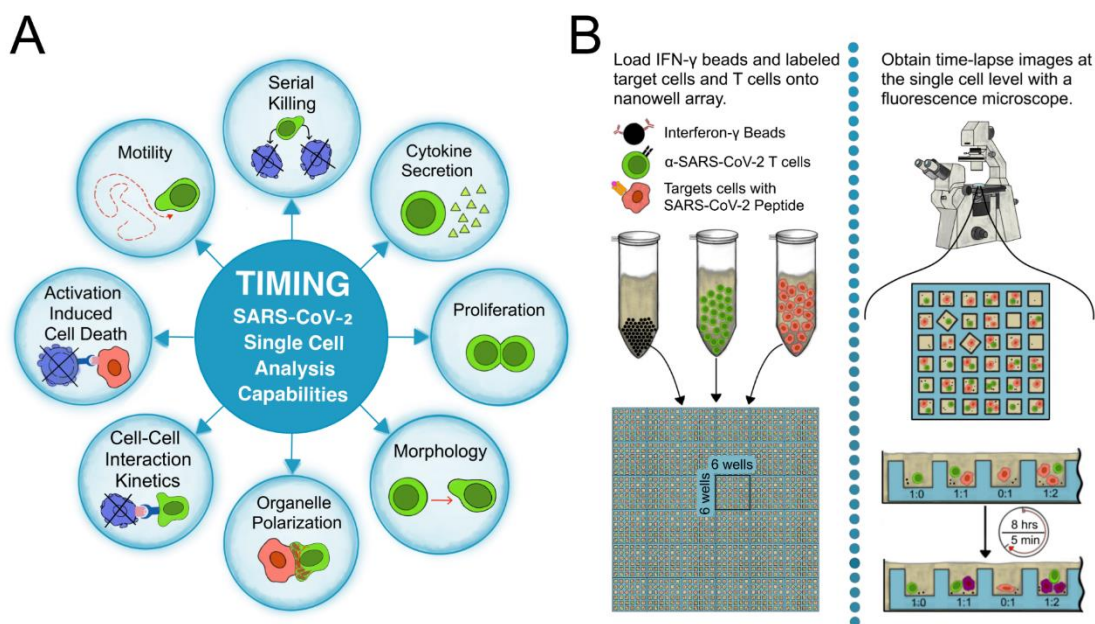 A
Serial
Killing
Cytokine
Secretion
Proliferation
Morphology
Organelle
Polarization
Cell-Cell
Interaction
Kinetics
Activation
Induced
Cell Death
Motility
TIMING
SARS-CoV-2
Single Cell
Analysis
Capabilities
B
Load IFN-γ beads and labeled
target cells and T cells onto
nanowell array.
Interferon-γ Beads
α-SARS-CoV-2 T cells
Targets cells with
SARS-CoV-2 Peptide
6 wells
6 wells
Obtain time-lapse images at
the single cell level with a
fluorescence microscope.
1:0 1:1 0:1 1:2
8 hrs
5 min
1:0 1:1 0:1 1:2